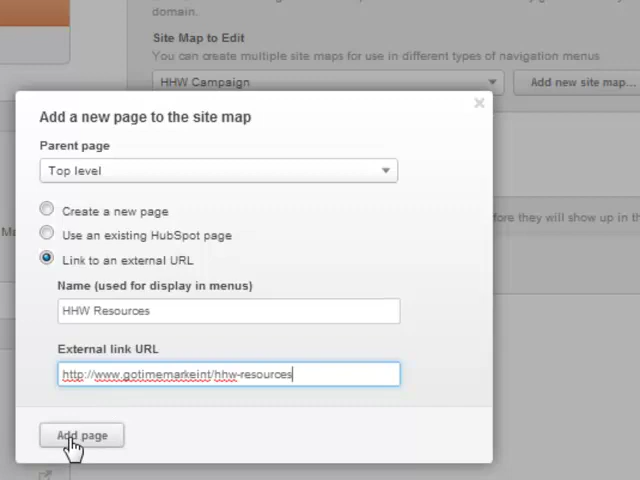 domain.
Site Map to Edit
You can create multiple site maps for use in different types of navigation menus
HHW Campaign
Add new site map...
Add a new page to the site map
Parent page
Top level
Create a new page
fore they will show up in th
Use an existing HubSpot page
Link to an external URL
Name (used for display in menus)
HHW Resources
External link URL
http://www.gotimemarkeint/hhw-resources
Add page